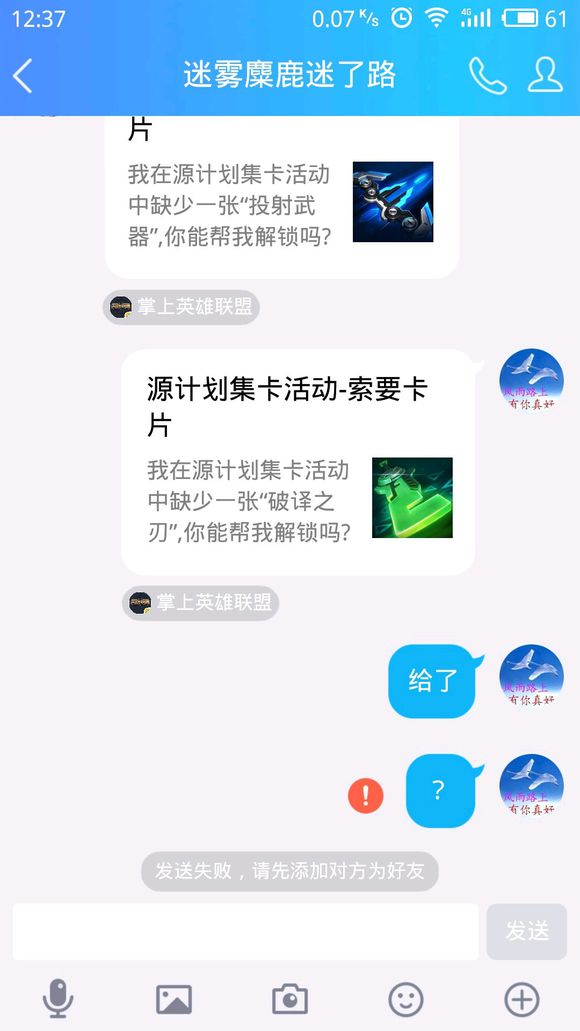 12:37
0.07 K/s
4G
61
迷雾麋鹿迷了路
片
我在源计划集卡活动
中缺少一张“投射武
器”,你能帮我解锁吗?
掌上英雄联盟
源计划集卡活动-索要卡
片
我在源计划集卡活动
中缺少一张“破译之
刃”,你能帮我解锁吗?
风雨路上
有你真好
掌上英雄联盟
给了
风雨路上
有你真好
?
风雨路上
有你真好
发送失败，请先添加对方为好友
发送